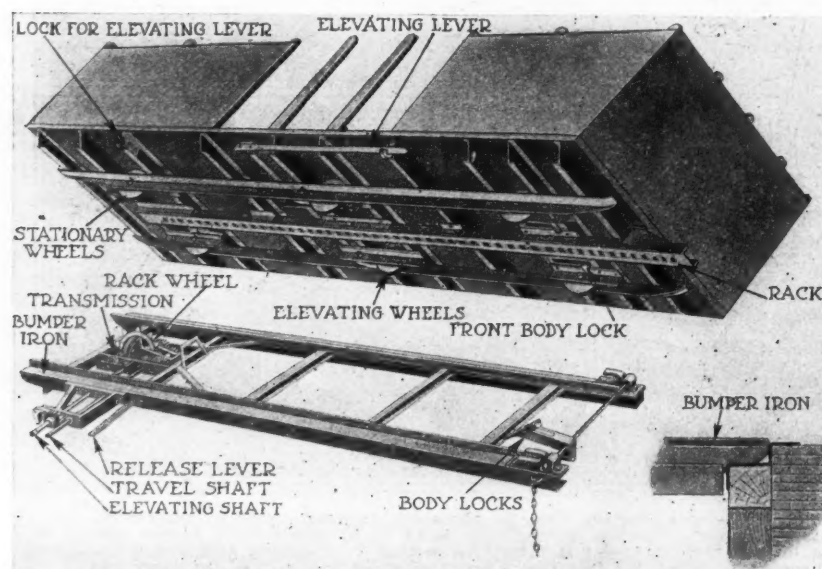 LOCK FOR ELEVATING LEVER
ELEVATING LEVER
STATIONARY
WHEELS
RACK WHEEL
TRANSMISSION
BUMPER
IRON
ELEVATING WHEELS
RACK
FRONT BODY LOCK
BUMPER IRON
RELEASE LEVER
TRAVEL SHAFT
ELEVATING SHAFT
BODY LOCKS